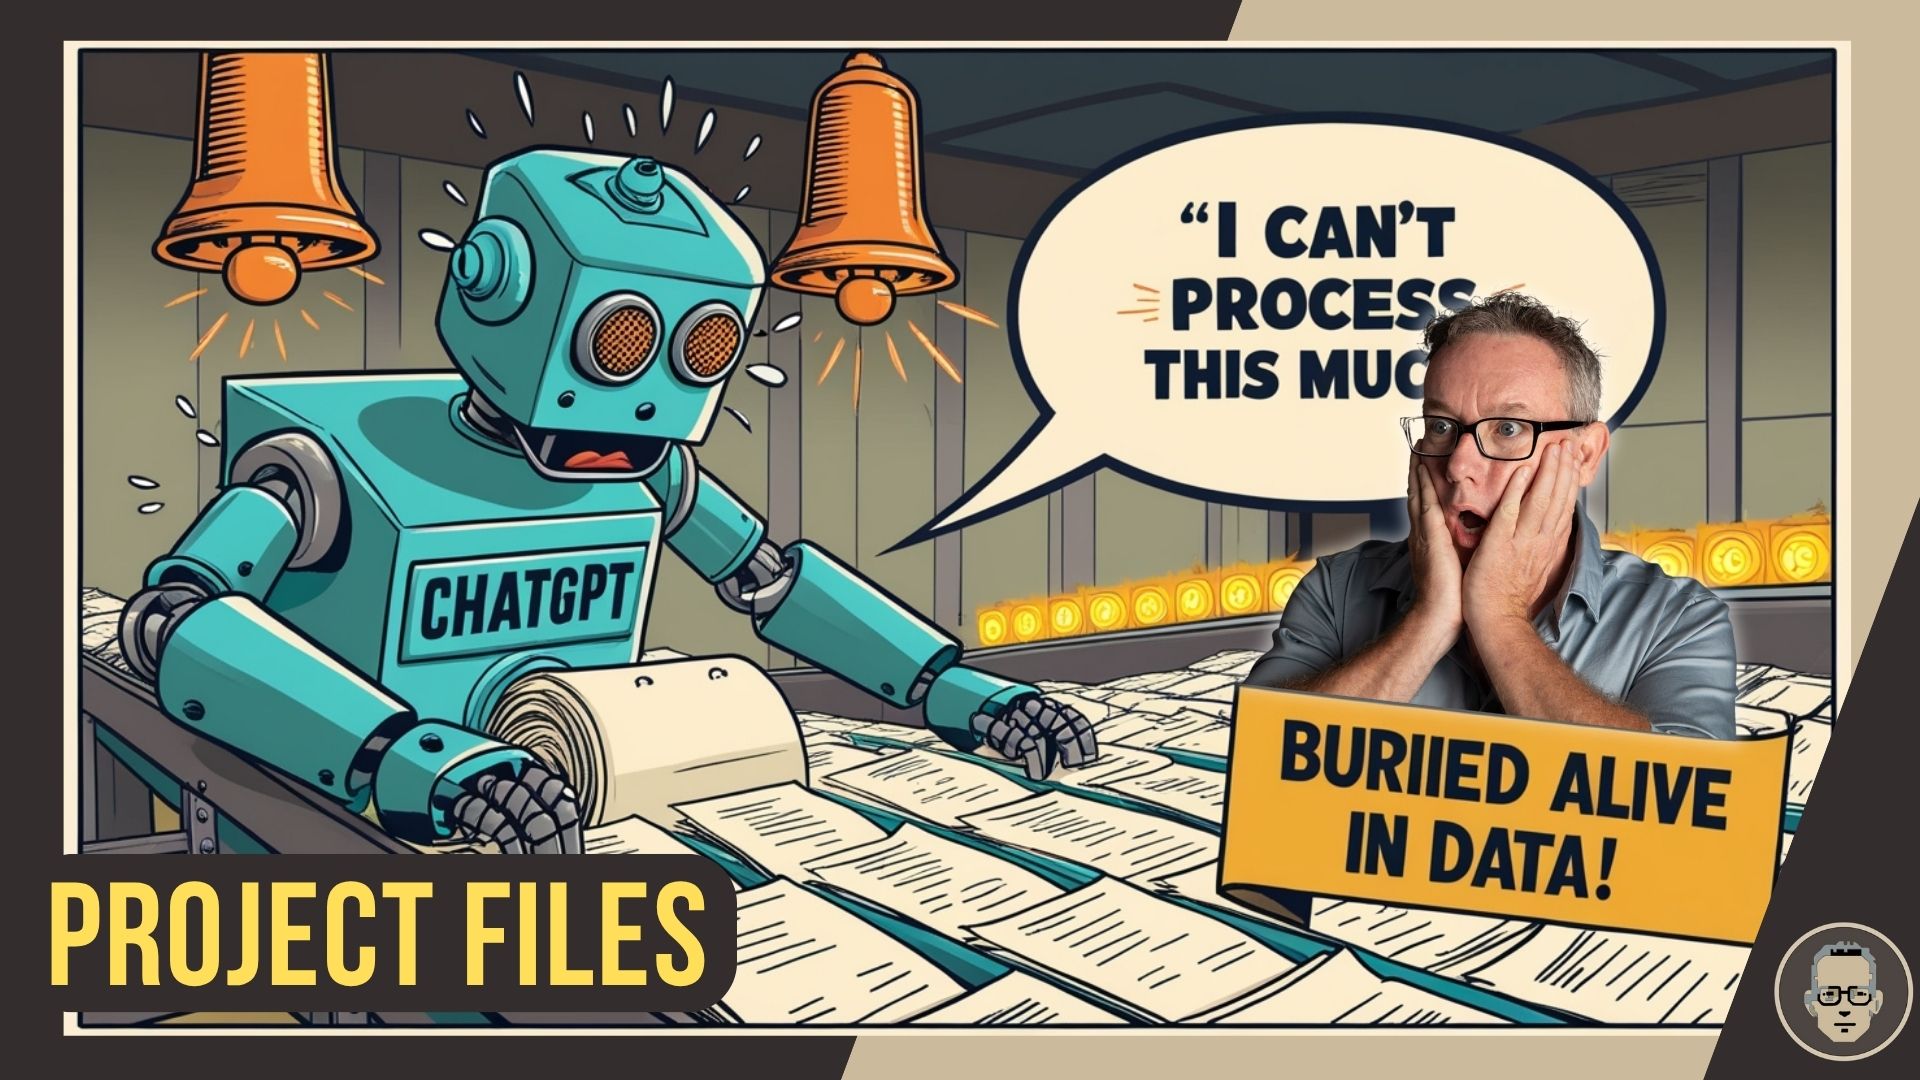 “I CAN’T
PROCESS
THIS MUC
CHATGPT
BURIIED ALIVE
IN DATA!
PROJECT FILES